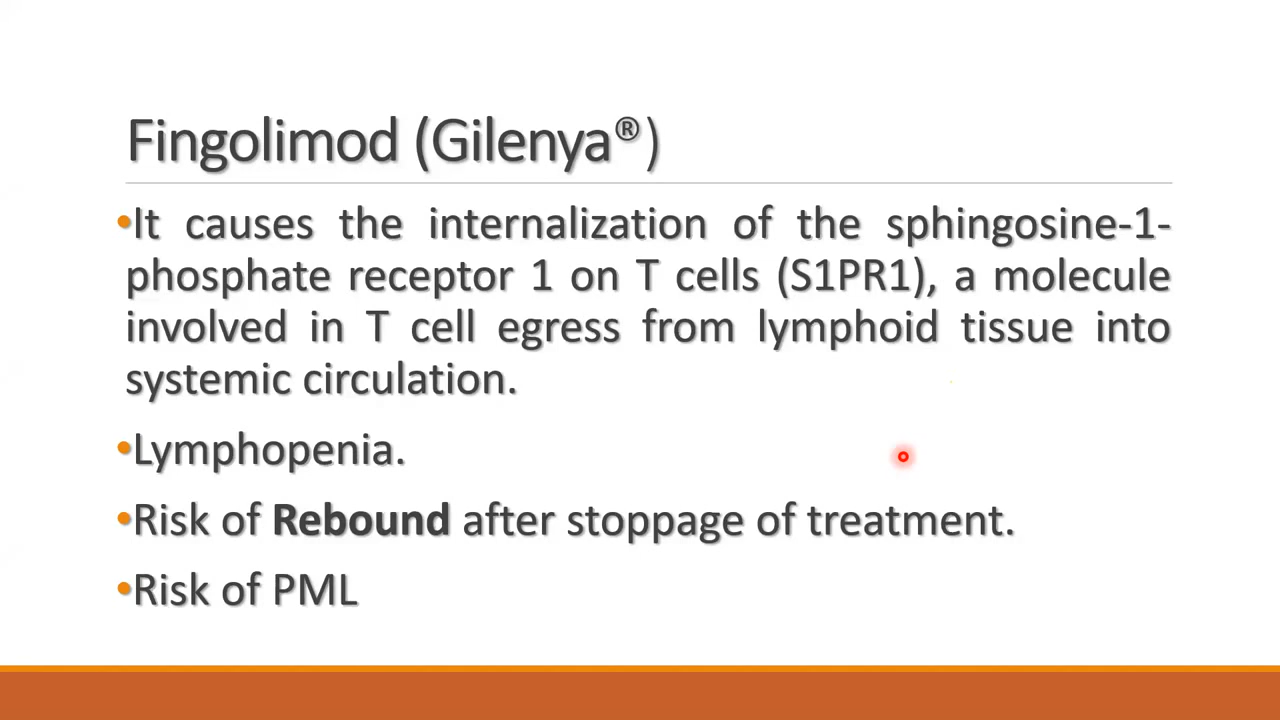 Fingolimod (Gilenya®)
•It causes the internalization of the sphingosine-1-
phosphate receptor 1 on T cells (S1PR1), a molecule
involved in T cell egress from lymphoid tissue into
systemic circulation.
•Lymphopenia.
•Risk of Rebound after stoppage of treatment.
•Risk of PML